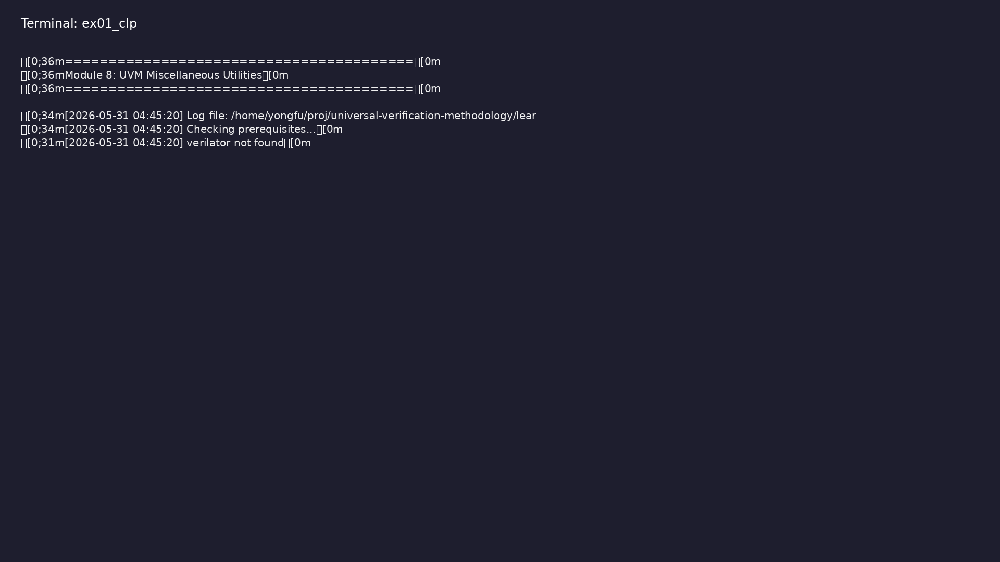 Terminal: ex01_clp
▯[0;36m========================================▯[0m
▯[0;36mModule 8: UVM Miscellaneous Utilities▯[0m
▯[0;36m========================================▯[0m
▯[0;34m[2026-05-31 04:45:20] Log file: /home/yongfu/proj/universal-verification-methodology/lear
▯[0;34m[2026-05-31 04:45:20] Checking prerequisites...▯[0m
▯[0;31m[2026-05-31 04:45:20] verilator not found▯[0m